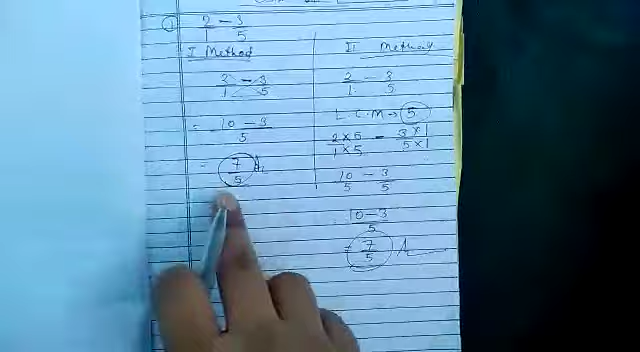 ① 2/1 - 3/5
I Method
2/1 - 3/5
= 10 - 3 / 5
= 7/5
II Method
2/1 - 3/5
L.C.M → 5
2×5 / 1×5 - 3×1 / 5×1
10/5 - 3/5
10-3 / 5
= 7/5